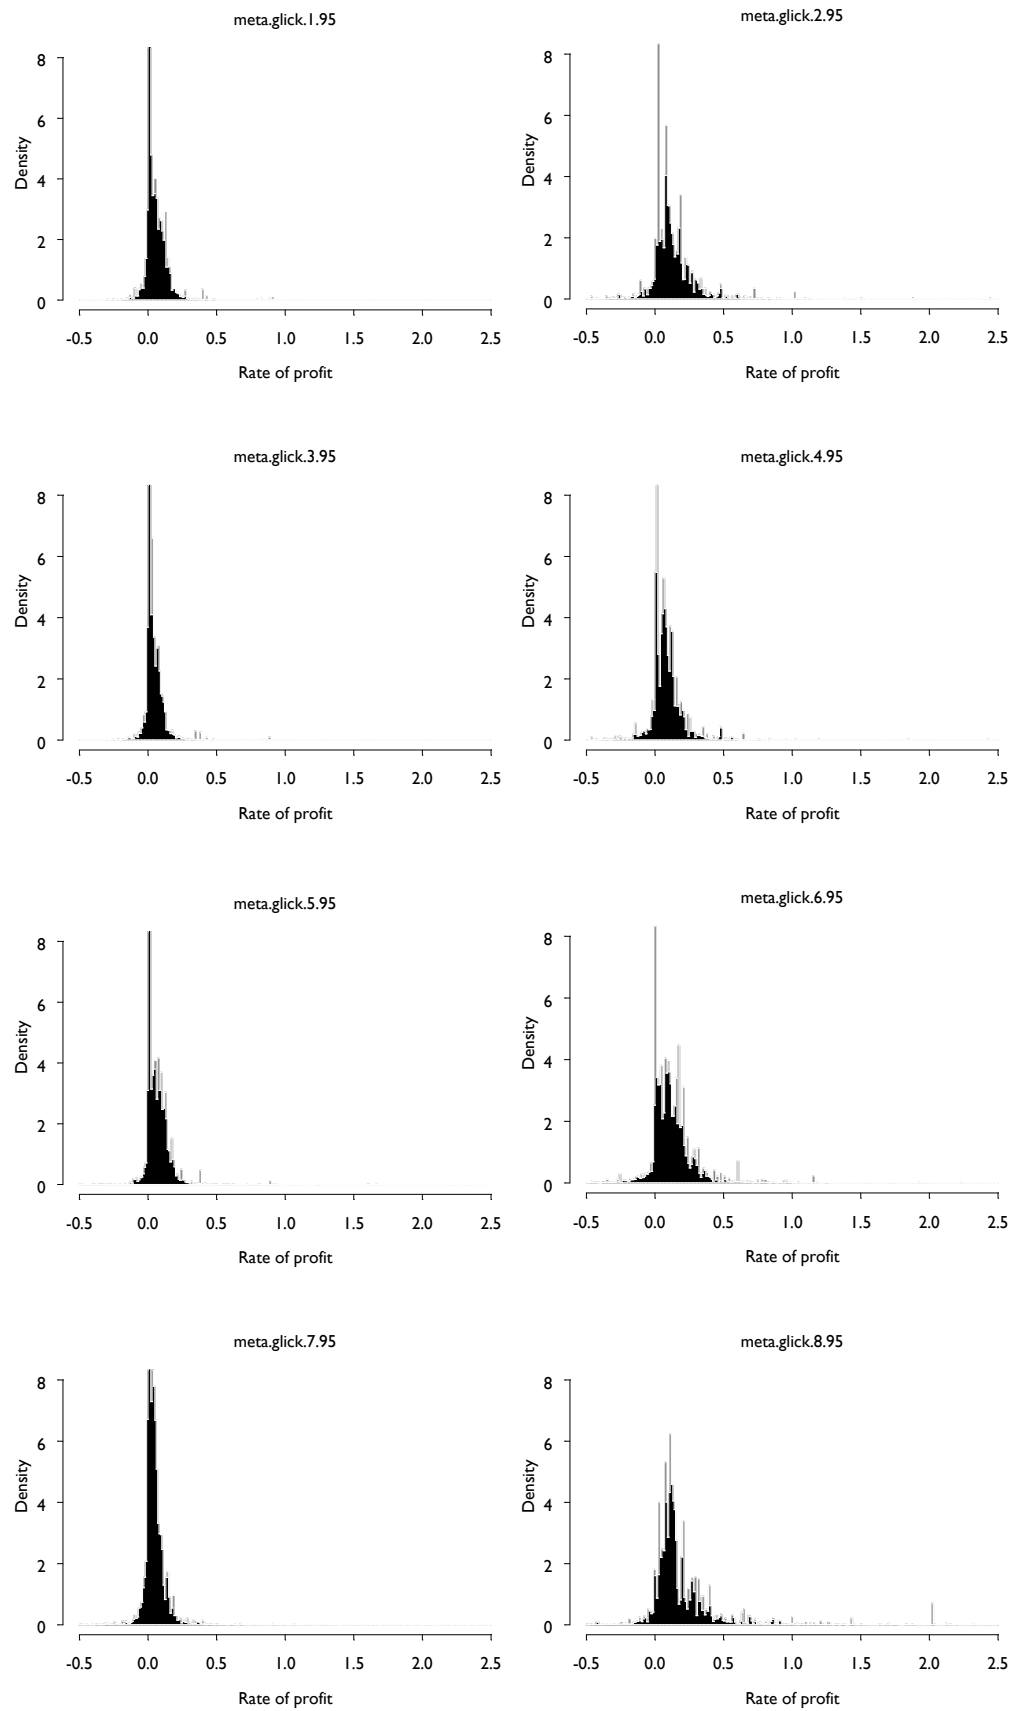 meta.glick.1.95
8
6
4
2
0
Density
-0.5 0.0 0.5 1.0 1.5 2.0 2.5
Rate of profit
meta.glick.2.95
8
6
4
2
0
Density
-0.5 0.0 0.5 1.0 1.5 2.0 2.5
Rate of profit
meta.glick.3.95
8
6
4
2
0
Density
-0.5 0.0 0.5 1.0 1.5 2.0 2.5
Rate of profit
meta.glick.4.95
8
6
4
2
0
Density
-0.5 0.0 0.5 1.0 1.5 2.0 2.5
Rate of profit
meta.glick.5.95
8
6
4
2
0
Density
-0.5 0.0 0.5 1.0 1.5 2.0 2.5
Rate of profit
meta.glick.6.95
8
6
4
2
0
Density
-0.5 0.0 0.5 1.0 1.5 2.0 2.5
Rate of profit
meta.glick.7.95
8
6
4
2
0
Density
-0.5 0.0 0.5 1.0 1.5 2.0 2.5
Rate of profit
meta.glick.8.95
8
6
4
2
0
Density
-0.5 0.0 0.5 1.0 1.5 2.0 2.5
Rate of profit